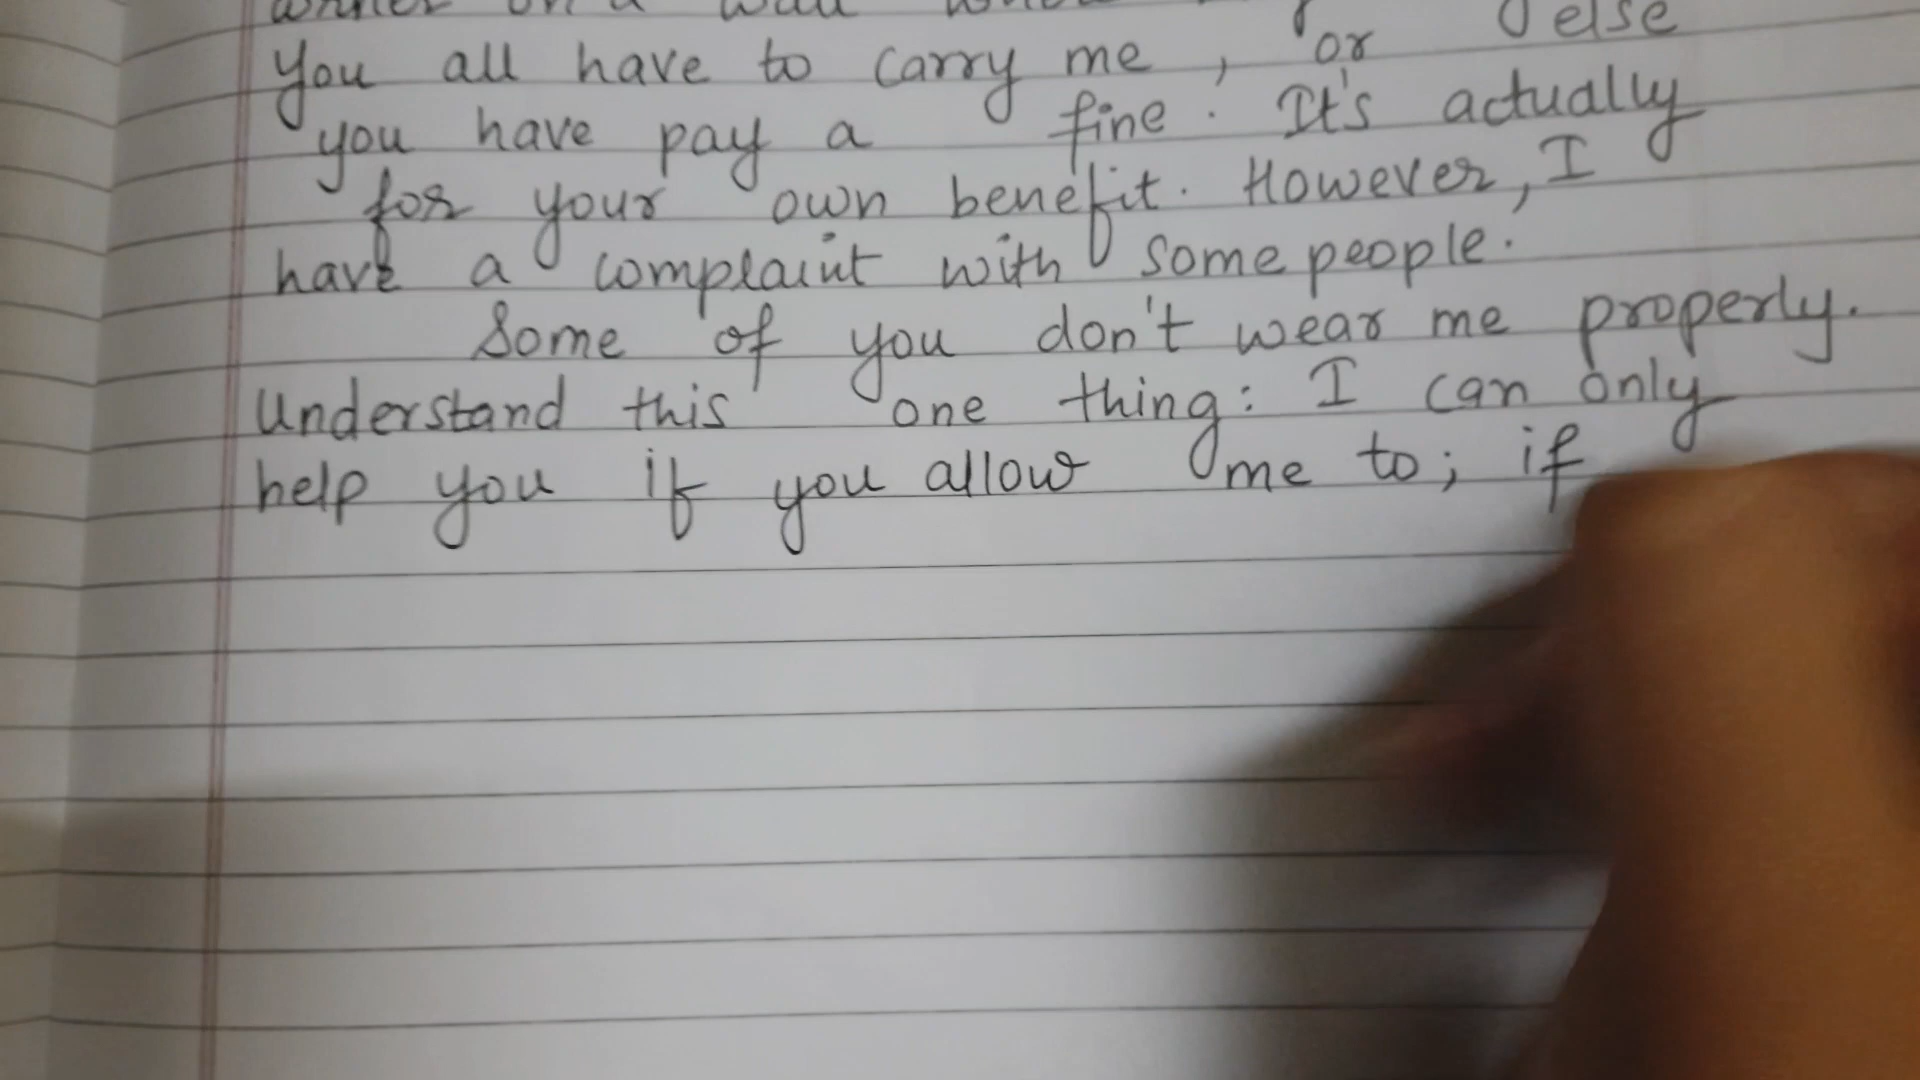 on a wall
You all have to carry me, or else
you have pay a fine. It's actually
for your own benefit. However, I
have a complaint with some people.
Some of you don't wear me properly.
Understand this one thing: I can only
help you if you allow me to; if